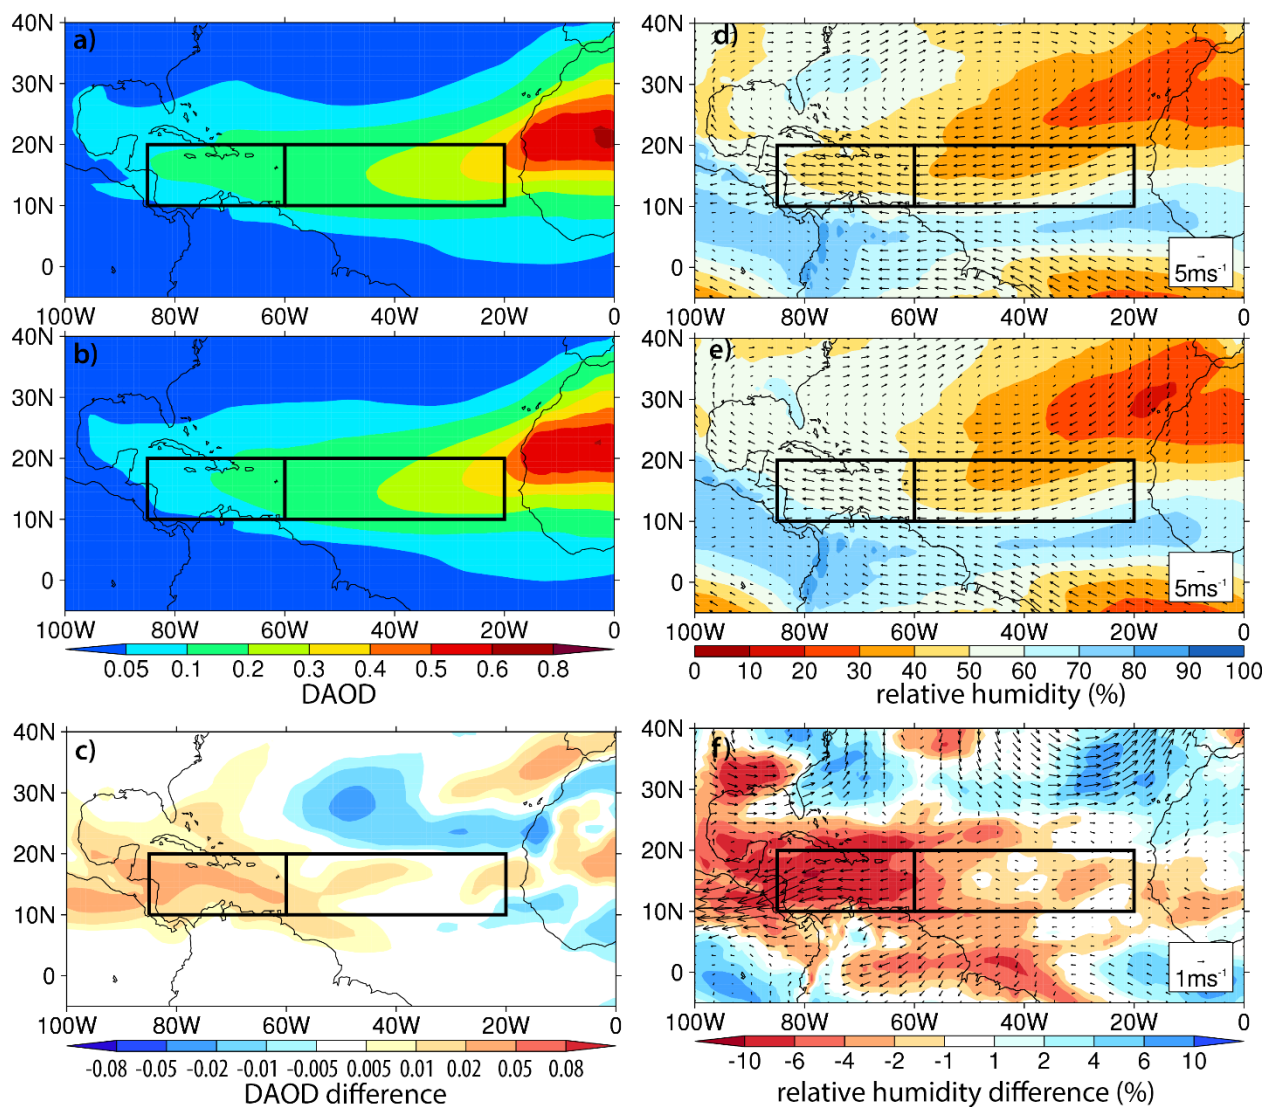 a)
40N
30N
20N
10N
0
100W 80W 60W 40W 20W 0
d)
40N
30N
20N
10N
0
5ms-1
100W 80W 60W 40W 20W 0
b)
40N
30N
20N
10N
0
100W 80W 60W 40W 20W 0
0.05 0.1 0.2 0.3 0.4 0.5 0.6 0.8
DAOD
e)
40N
30N
20N
10N
0
5ms-1
100W 80W 60W 40W 20W 0
0 10 20 30 40 50 60 70 80 90 100
relative humidity (%)
c)
40N
30N
20N
10N
0
100W 80W 60W 40W 20W 0
-0.08 -0.05 -0.02 -0.01 -0.005 0.005 0.01 0.02 0.05 0.08
DAOD difference
f)
40N
30N
20N
10N
0
1ms-1
100W 80W 60W 40W 20W 0
-10 -6 -4 -2 -1 1 2 4 6 10
relative humidity difference (%)